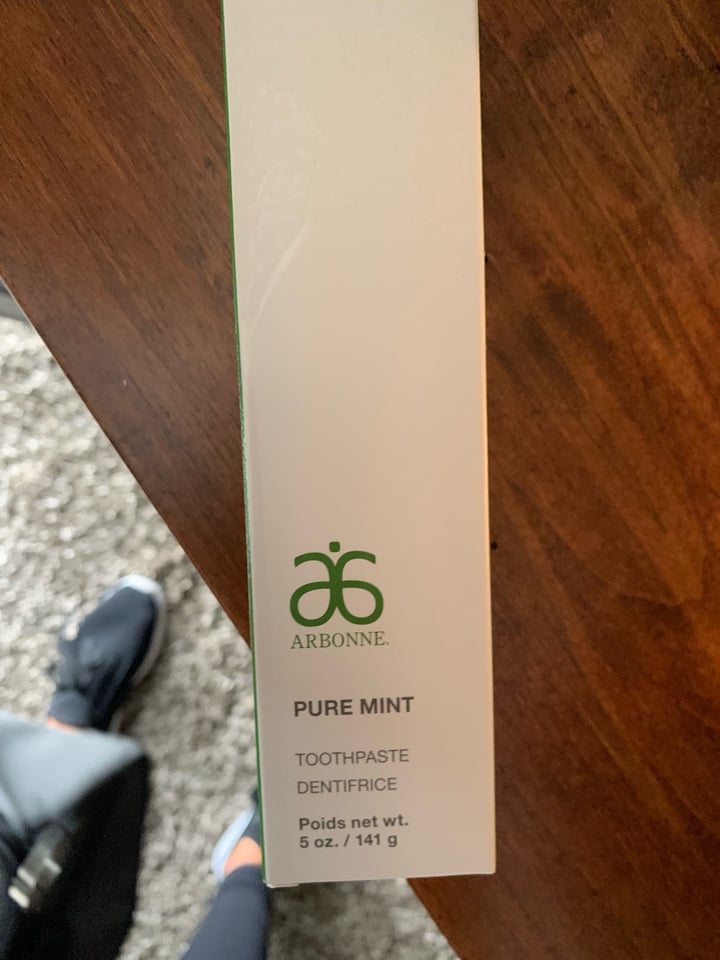 ARBONNE.
PURE MINT
TOOTHPASTE
DENTIFRICE
Poids net wt.
5 oz. / 141 g